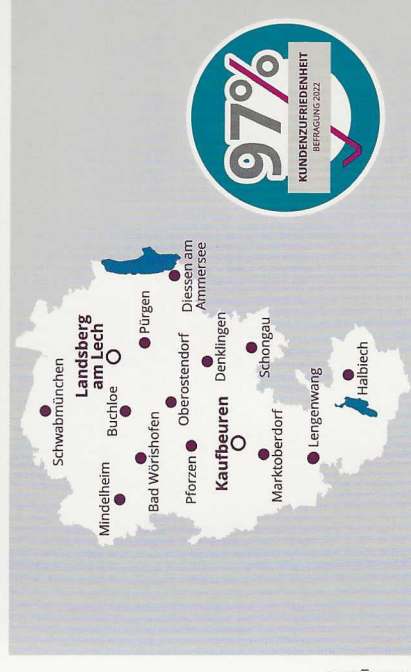 Schwabmünchen
Landsberg
am Lech
Mindelheim
Buchloe
Bad Wörishofen
Pürgen
Diessen am
Ammersee
Pforzen
Oberostendorf
Denklingen
Kaufbeuren
Schongau
Marktoberdorf
Lengenwang
Halblech
97%
KUNDENZUFRIEDENHEIT
BEFRAGUNG 2022